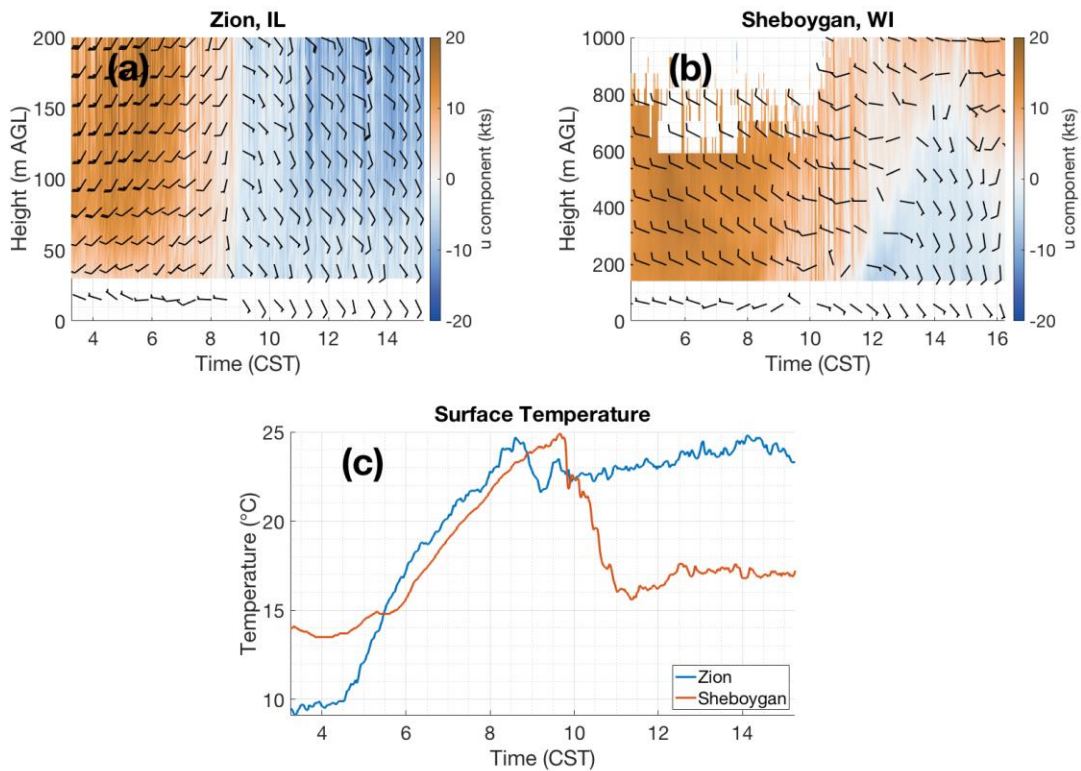 Zion, IL
(a)
Height (m AGL)
200
150
100
50
0
4 6 8 10 12 14
Time (CST)
20
10
0
-10
-20
u component (kts)
Sheboygan, WI
(b)
Height (m AGL)
1000
800
600
400
200
0
6 8 10 12 14 16
Time (CST)
20
10
0
-10
-20
u component (kts)
Surface Temperature
(c)
Temperature (°C)
25
20
15
10
4 6 8 10 12 14
Time (CST)
Zion
Sheboygan